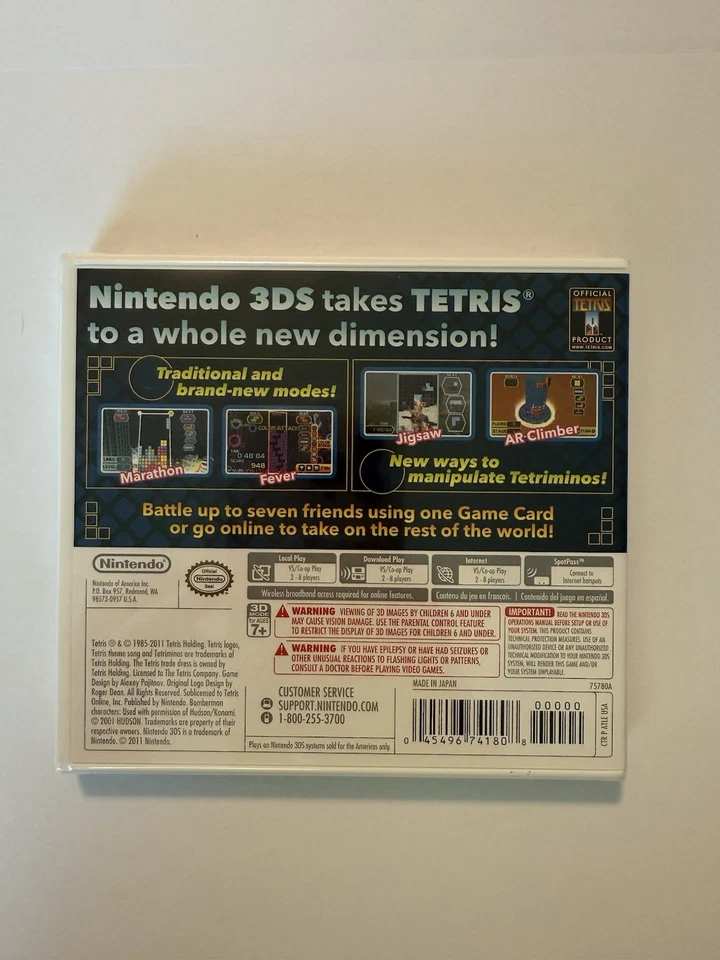 Nintendo 3DS takes TETRIS®
to a whole new dimension!
OFFICIAL
TETRIS
PRODUCT
WWW.TETRIS.COM
Traditional and
brand-new modes!
Marathon
COLOR ATTACK!
0'48'64
SCORE
948
Fever
Jigsaw
AR Climber
New ways to
manipulate Tetriminos!
Battle up to seven friends using one Game Card
or go online to take on the rest of the world!
Nintendo®
Nintendo of America Inc.
P.O. Box 957, Redmond, WA
98073-0957 U.S.A.
Official
Nintendo
Seal
Local Play
VS/Co-op Play
2 - 8 players
Download Play
VS/Co-op Play
2 - 8 players
Internet
VS/Co-op Play
2 - 8 players
SpotPass™
Connect to
Internet hotspots
Wireless broadband access required for online features.
Contenu du jeu en français.
Contenido del juego en español.
3D
MODE
for AGES
7+
WARNING VIEWING OF 3D IMAGES BY CHILDREN 6 AND UNDER
MAY CAUSE VISION DAMAGE. USE THE PARENTAL CONTROL FEATURE
TO RESTRICT THE DISPLAY OF 3D IMAGES FOR CHILDREN 6 AND UNDER.
WARNING IF YOU HAVE EPILEPSY OR HAVE HAD SEIZURES OR
OTHER UNUSUAL REACTIONS TO FLASHING LIGHTS OR PATTERNS,
CONSULT A DOCTOR BEFORE PLAYING VIDEO GAMES.
IMPORTANT! READ THE NINTENDO 3DS
OPERATIONS MANUAL BEFORE SETUP OR USE OF
YOUR SYSTEM. THIS PRODUCT CONTAINS
TECHNICAL PROTECTION MEASURES. USE OF AN
UNAUTHORIZED DEVICE OR ANY UNAUTHORIZED
TECHNICAL MODIFICATION TO YOUR NINTENDO 3DS
SYSTEM, WILL RENDER THIS GAME AND/OR
YOUR SYSTEM UNPLAYABLE.
Tetris ® & © 1985-2011 Tetris Holding. Tetris logos,
Tetris theme song and Tetriminos are trademarks of
Tetris Holding. The Tetris trade dress is owned by
Tetris Holding. Licensed to The Tetris Company. Game
Design by Alexey Pajitnov. Original Logo Design by
Roger Dean. All Rights Reserved. Sublicensed to Tetris
Online, Inc. Published by Nintendo. Bomberman
characters: Used with permission of Hudson/Konami.
© 2001 HUDSON. Trademarks are property of their
respective owners. Nintendo 3DS is a trademark of
Nintendo. © 2011 Nintendo.
CUSTOMER SERVICE
SUPPORT.NINTENDO.COM
1-800-255-3700
Plays on Nintendo 3DS systems sold for the Americas only.
MADE IN JAPAN
75780A
00000
0 45496 74180 8
CTR P ATLE USA